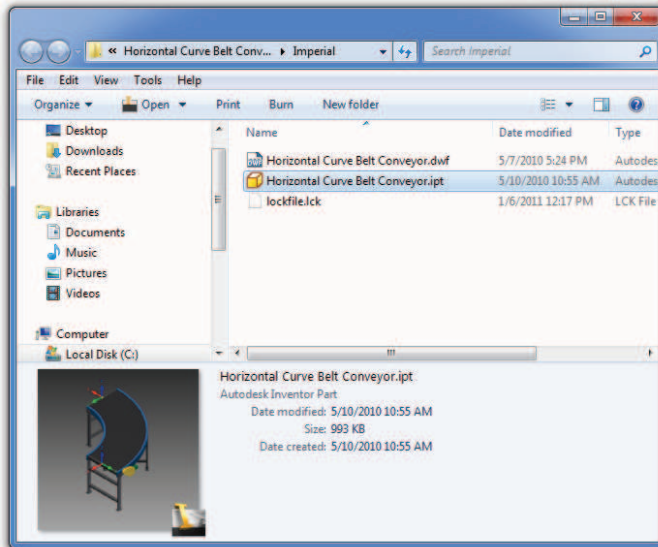 « Horizontal Curve Belt Conv... Imperial Search Imperial
File Edit View Tools Help
Organize Open Print Burn New folder
Desktop
Downloads
Recent Places
Libraries
Documents
Music
Pictures
Videos
Computer
Local Disk (C:)
Name Date modified Type
Horizontal Curve Belt Conveyor.dwf 5/7/2010 5:24 PM Autodes
Horizontal Curve Belt Conveyor.ipt 5/10/2010 10:55 AM Autodes
lockfile.lck 1/6/2011 12:17 PM LCK File
Horizontal Curve Belt Conveyor.ipt
Autodesk Inventor Part
Date modified: 5/10/2010 10:55 AM
Size: 993 KB
Date created: 5/10/2010 10:55 AM